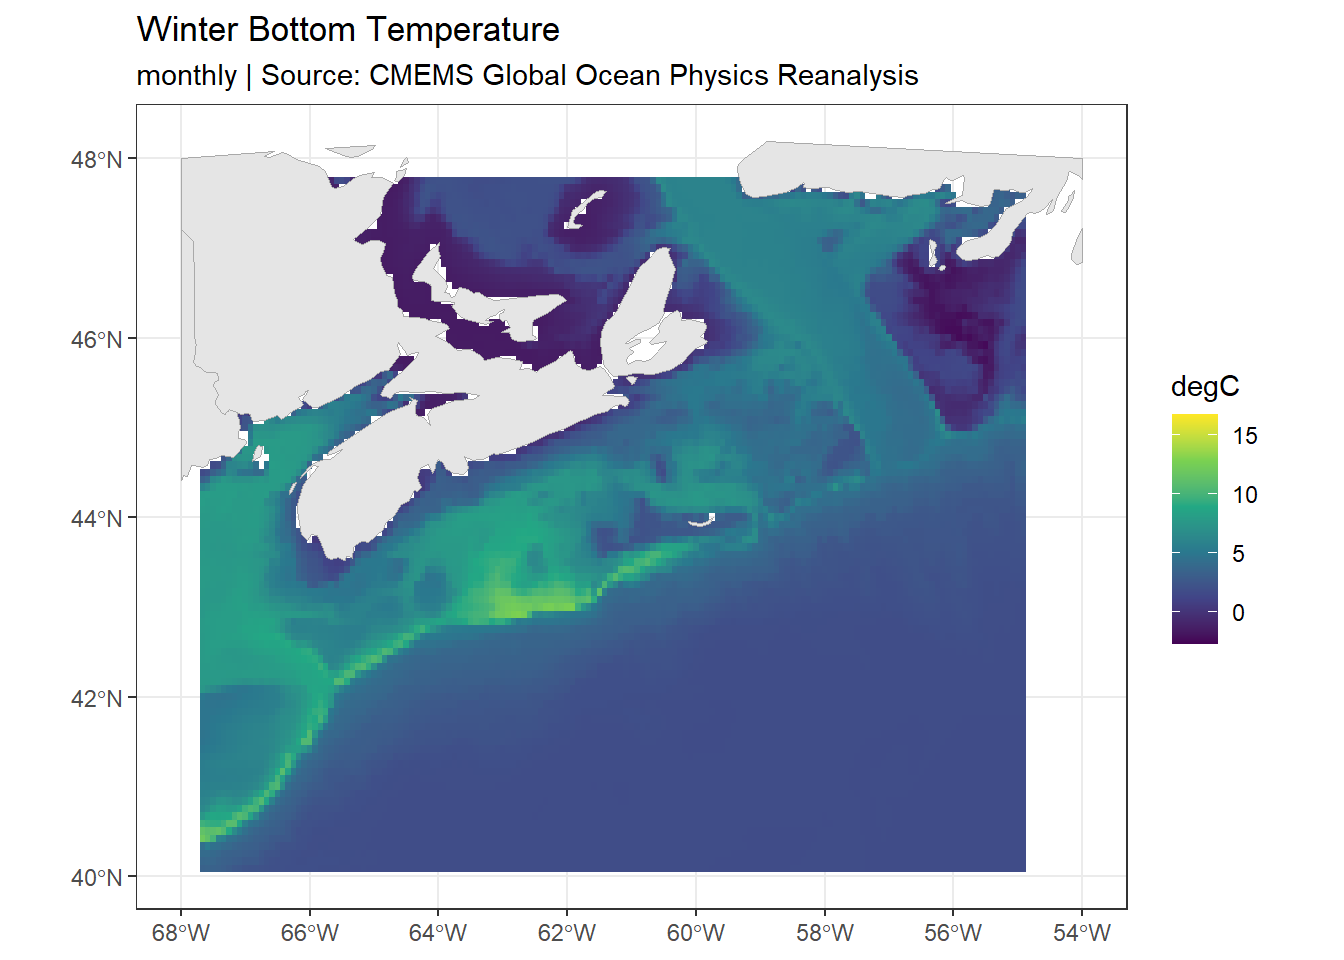 Winter Bottom Temperature
monthly | Source: CMEMS Global Ocean Physics Reanalysis
48°N
46°N
44°N
42°N
40°N
68°W
66°W
64°W
62°W
60°W
58°W
56°W
54°W
degC
15
10
5
0